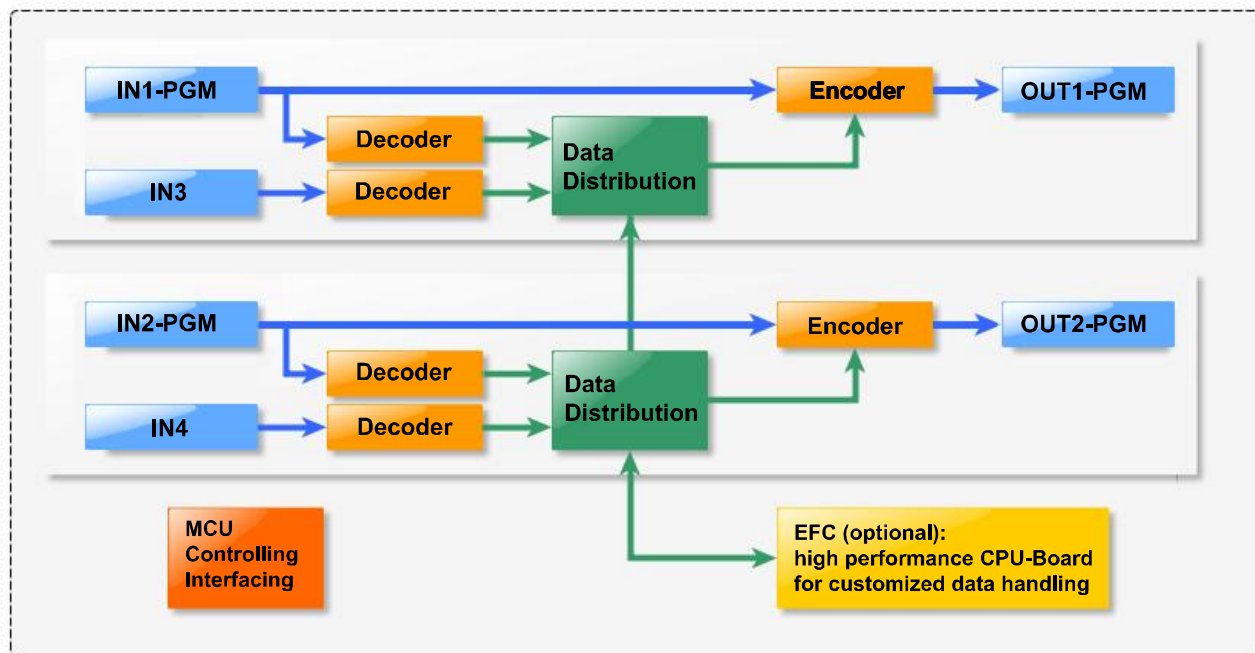 IN1-PGM
Encoder
OUT1-PGM
Decoder
Data
Distribution
IN3
Decoder
IN2-PGM
Encoder
OUT2-PGM
Decoder
Data
Distribution
IN4
Decoder
MCU
Controlling
Interfacing
EFC (optional):
high performance CPU-Board
for customized data handling